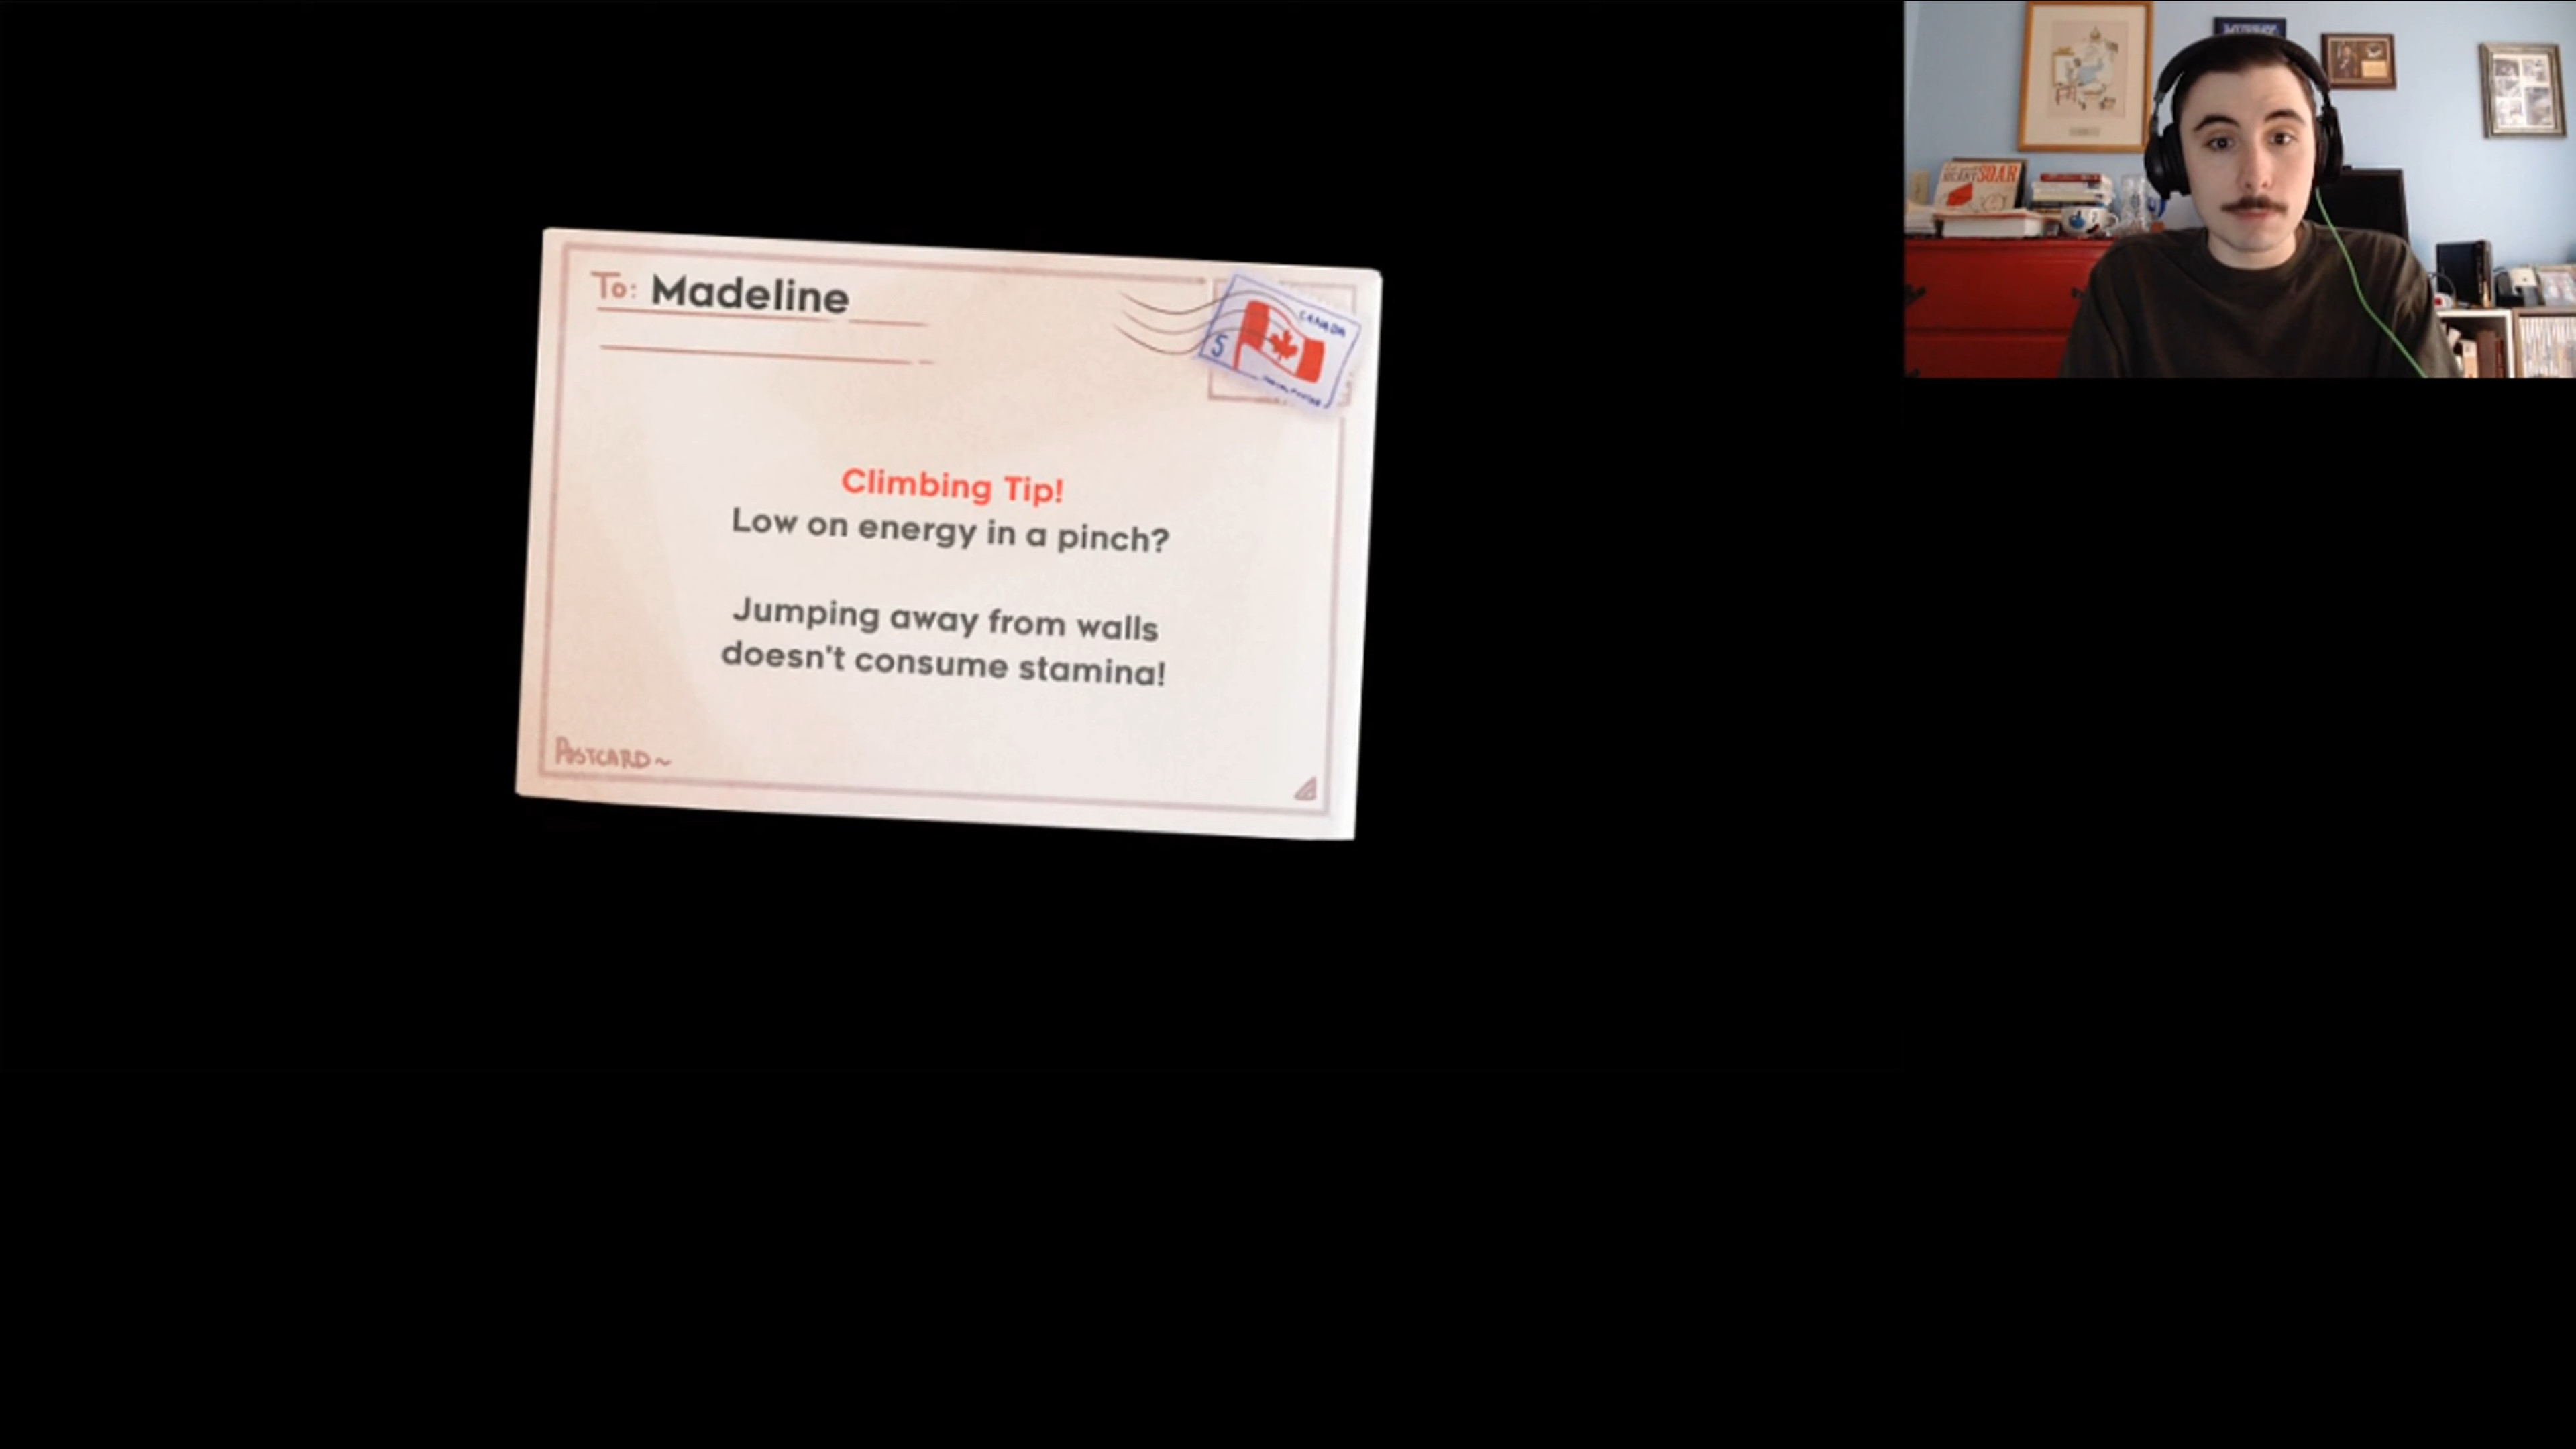 To: Madeline
CANADA
5
Climbing Tip!
Low on energy in a pinch?
Jumping away from walls
doesn't consume stamina!
POSTCARD~
SOAR